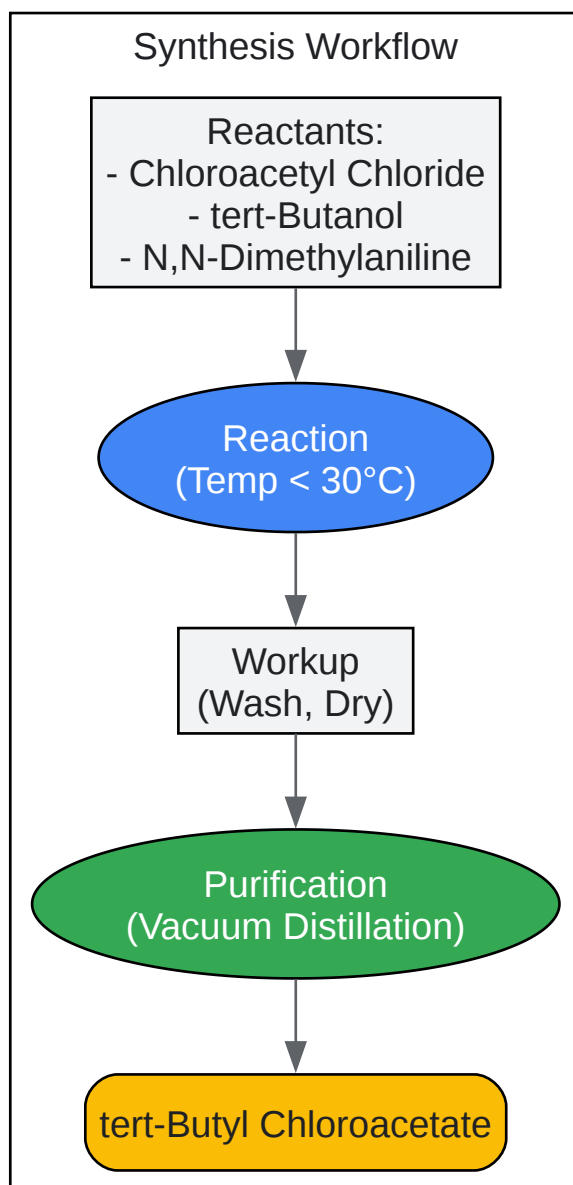 Synthesis Workflow
Reactants:
- Chloroacetyl Chloride
- tert-Butanol
- N,N-Dimethylaniline
Reaction
(Temp < 30°C)
Workup
(Wash, Dry)
Purification
(Vacuum Distillation)
tert-Butyl Chloroacetate